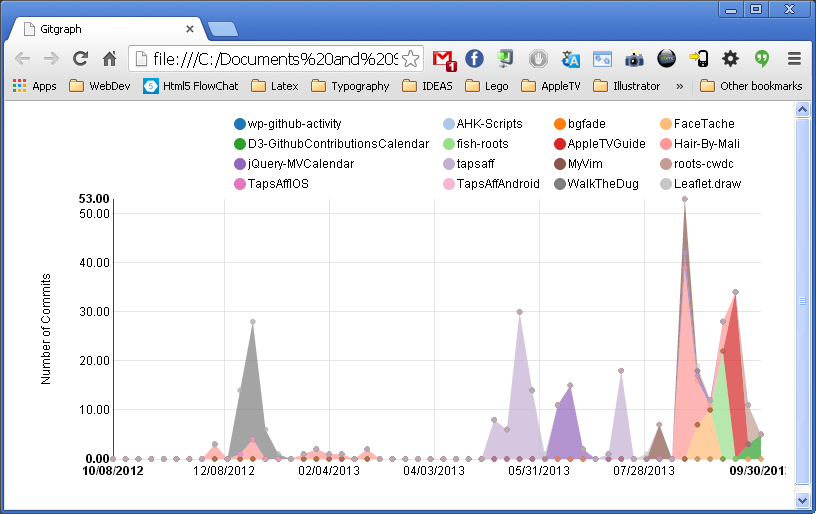 Gitgraph
file:///C:/Documents%20and%20S
1
Apps WebDev 5 Html5 FlowChat Latex Typography IDEAS Lego AppleTV Illustrator » Other bookmarks
wp-github-activity AHK-Scripts bgfade FaceTache
D3-GithubContributionsCalendar fish-roots AppleTVGuide Hair-By-Mali
jQuery-MVCalendar tapsaff MyVim roots-cwdc
TapsAffIOS TapsAffAndroid WalkTheDug Leaflet.draw
53.00
50.00
40.00
30.00
20.00
10.00
0.00
Number of Commits
10/08/2012 12/08/2012 02/04/2013 04/03/2013 05/31/2013 07/28/2013 09/30/2013